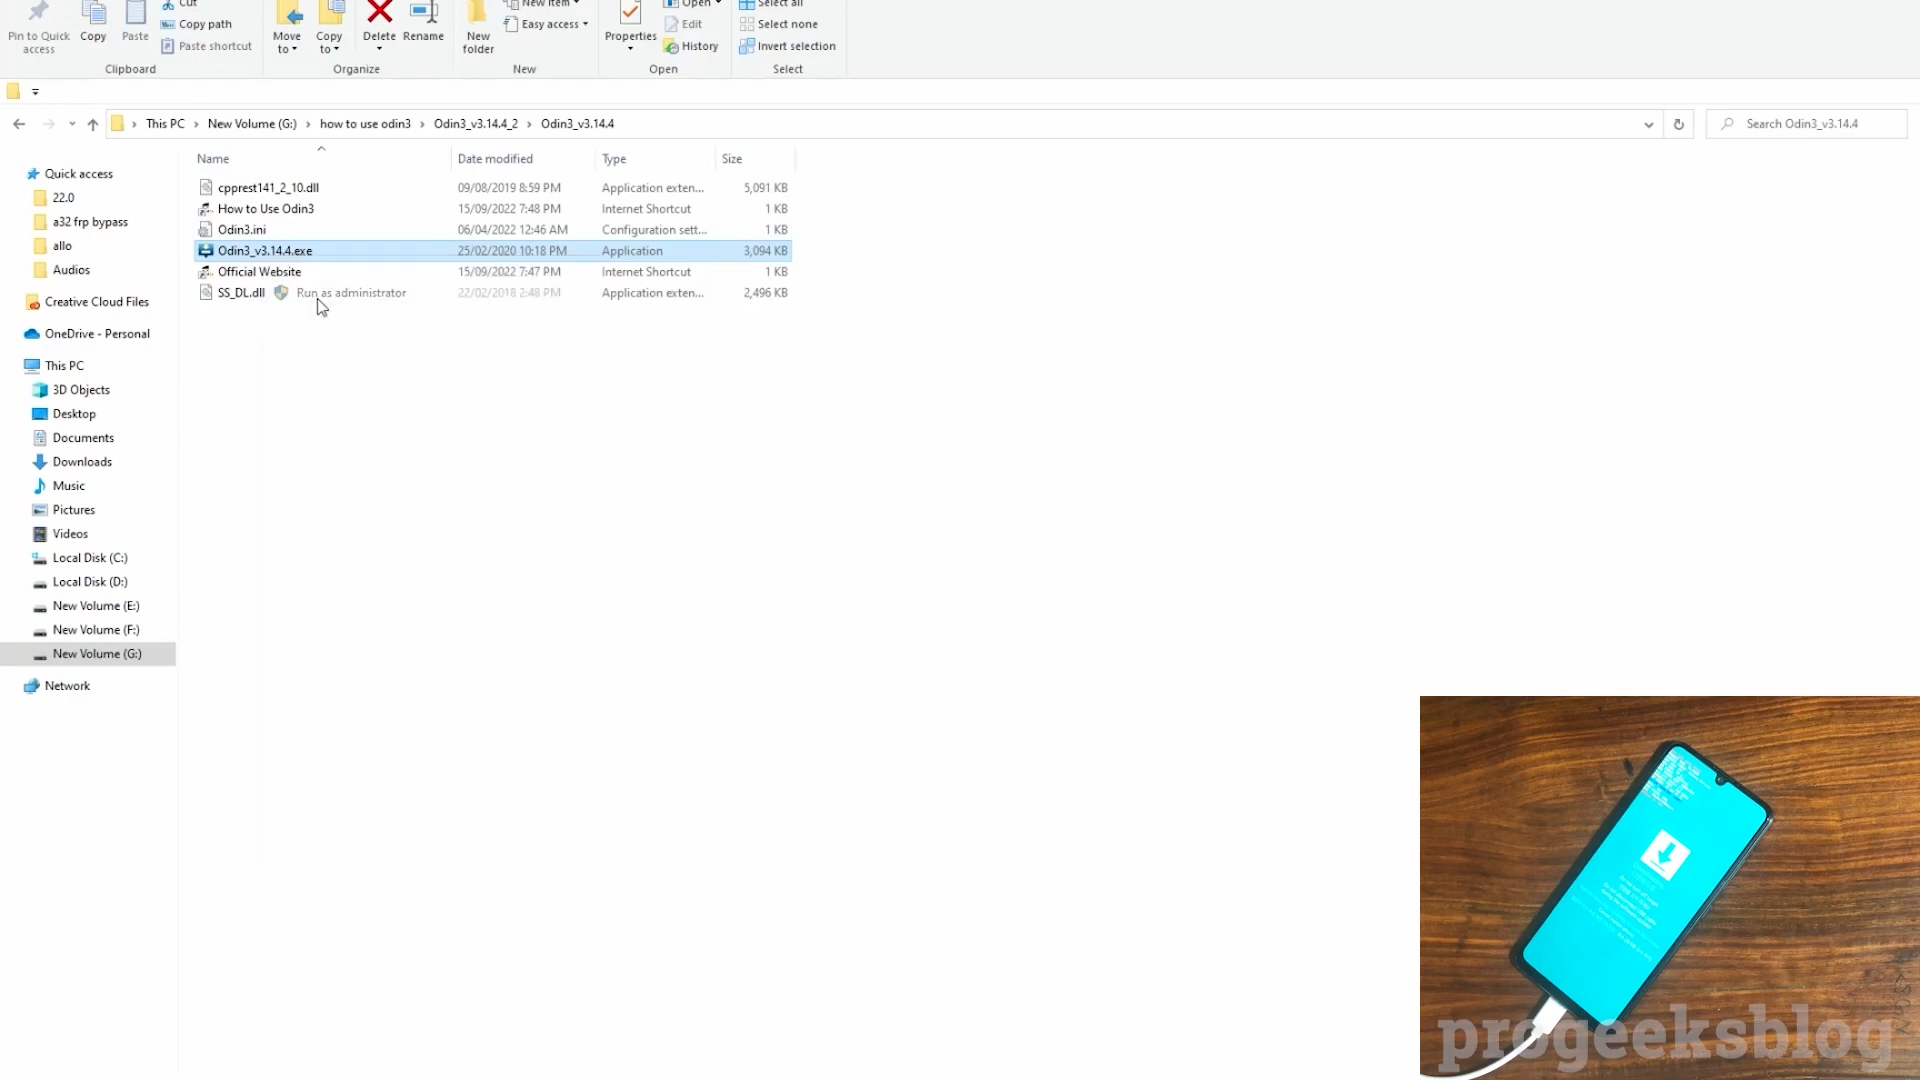 Cut
New item
Open
Select all
Pin to Quick access
Copy
Paste
Copy path
Paste shortcut
Move to
Copy to
Delete
Rename
New folder
Easy access
Properties
Edit
History
Select none
Invert selection
Clipboard
Organize
New
Open
Select
This PC › New Volume (G:) › how to use odin3 › Odin3_v3.14.4_2 › Odin3_v3.14.4
Search Odin3_v3.14.4
Name Date modified Type Size
cpprest141_2_10.dll 09/08/2019 8:59 PM Application exten... 5,091 KB
How to Use Odin3 15/09/2022 7:48 PM Internet Shortcut 1 KB
Odin3.ini 06/04/2022 12:46 AM Configuration sett... 1 KB
Odin3_v3.14.4.exe 25/02/2020 10:18 PM Application 3,094 KB
Official Website 15/09/2022 7:47 PM Internet Shortcut 1 KB
SS_DL.dll Run as administrator 22/02/2018 2:48 PM Application exten... 2,496 KB
Quick access
22.0
a32 frp bypass
allo
Audios
Creative Cloud Files
OneDrive - Personal
This PC
3D Objects
Desktop
Documents
Downloads
Music
Pictures
Videos
Local Disk (C:)
Local Disk (D:)
New Volume (E:)
New Volume (F:)
New Volume (G:)
Network
progeeksblog